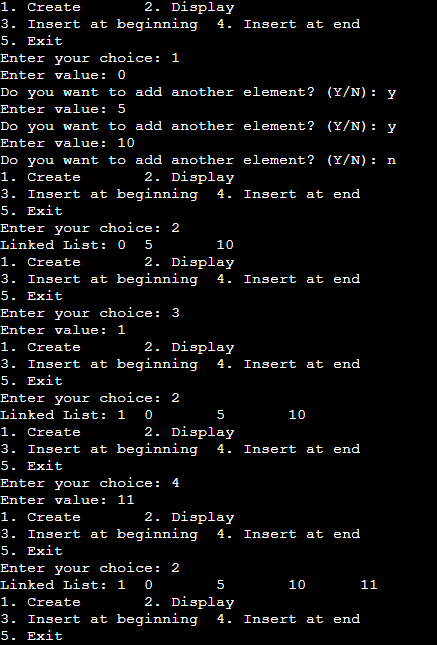 1. Create       2. Display
3. Insert at beginning  4. Insert at end
5. Exit
Enter your choice: 1
Enter value: 0
Do you want to add another element? (Y/N): y
Enter value: 5
Do you want to add another element? (Y/N): y
Enter value: 10
Do you want to add another element? (Y/N): n
1. Create       2. Display
3. Insert at beginning  4. Insert at end
5. Exit
Enter your choice: 2
Linked List: 0  5       10
1. Create       2. Display
3. Insert at beginning  4. Insert at end
5. Exit
Enter your choice: 3
Enter value: 1
1. Create       2. Display
3. Insert at beginning  4. Insert at end
5. Exit
Enter your choice: 2
Linked List: 1  0       5       10
1. Create       2. Display
3. Insert at beginning  4. Insert at end
5. Exit
Enter your choice: 4
Enter value: 11
1. Create       2. Display
3. Insert at beginning  4. Insert at end
5. Exit
Enter your choice: 2
Linked List: 1  0       5       10      11
1. Create       2. Display
3. Insert at beginning  4. Insert at end
5. Exit